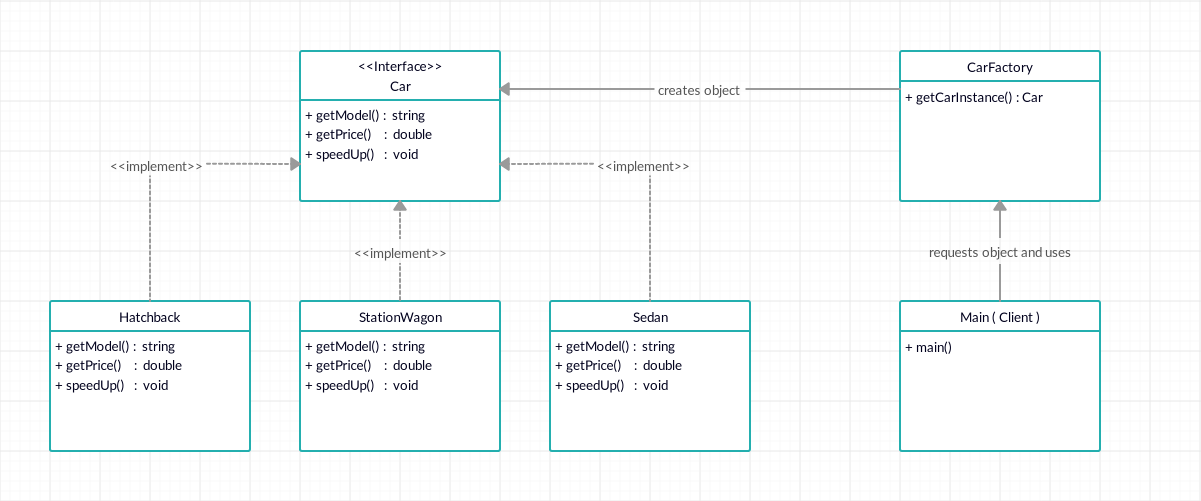 <<Interface>>
Car
+ getModel() : string
+ getPrice() : double
+ speedUp() : void
creates object
CarFactory
+ getCarInstance() : Car
<<implement>>
<<implement>>
<<implement>>
requests object and uses
Hatchback
+ getModel() : string
+ getPrice() : double
+ speedUp() : void
StationWagon
+ getModel() : string
+ getPrice() : double
+ speedUp() : void
Sedan
+ getModel() : string
+ getPrice() : double
+ speedUp() : void
Main ( Client )
+ main()